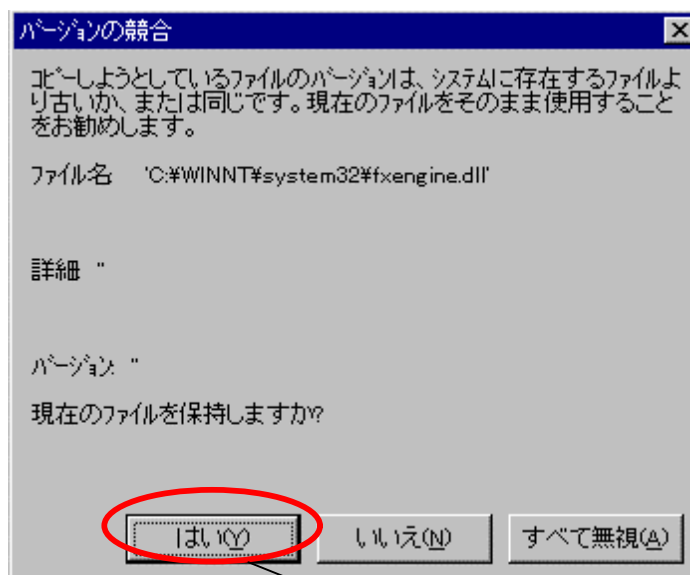 バージョンの競合
コピーしようとしているファイルのバージョンは、システムに存在するファイルよ
り古いか、または同じです。現在のファイルをそのまま使用すること
をお勧めします。
ファイル名 'C:¥WINNT¥system32¥fxengine.dll'
詳細 ''
バージョン: ''
現在のファイルを保持しますか?
はい(Y) いいえ(N) すべて無視(A)